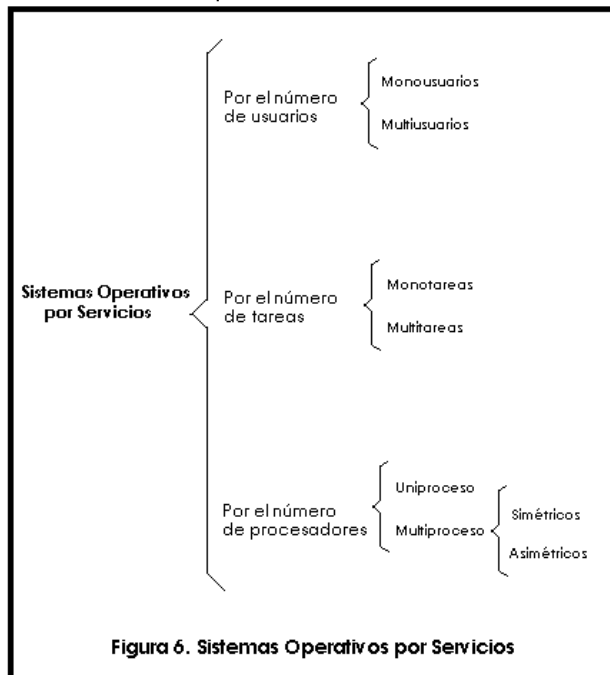 Por el número
de usuarios
Monousuarios
Multiusuarios
Sistemas Operativos
por Servicios
Por el número
de tareas
Monotareas
Multitareas
Por el número
de procesadores
Uniproceso
Multiproceso
Simétricos
Asimétricos
Figura 6. Sistemas Operativos por Servicios